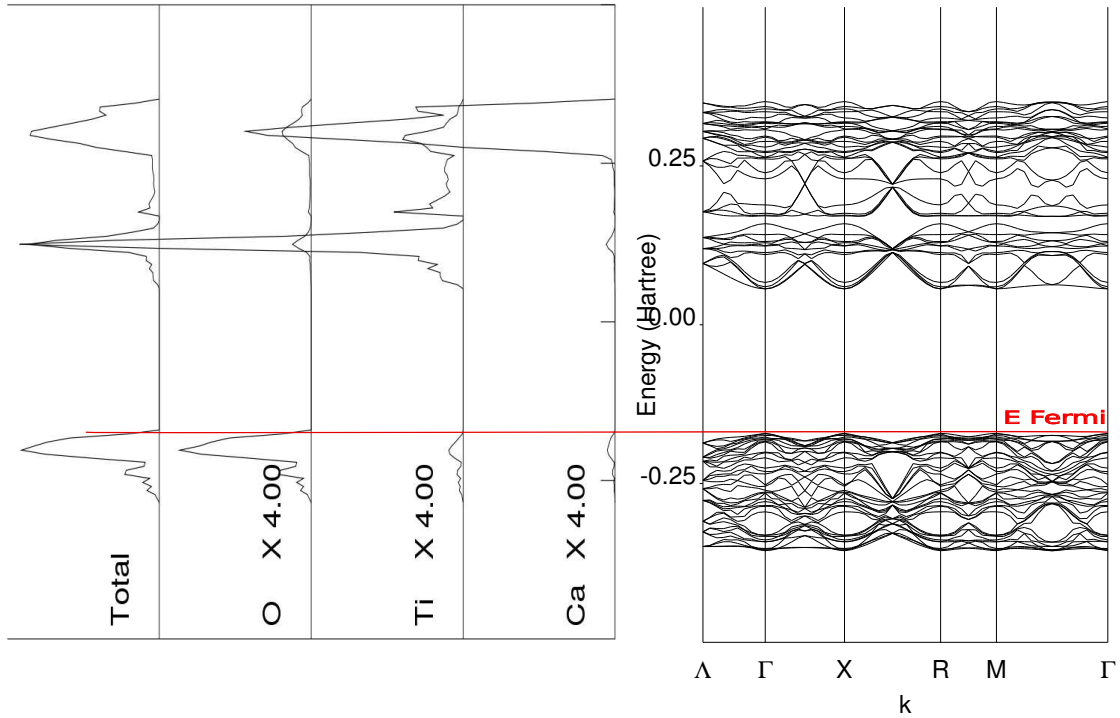 Total
O X 4.00
Ti X 4.00
Ca X 4.00
Energy (Hartree)
0.25
0.00
-0.25
E Fermi
Λ Γ X R M Γ
k